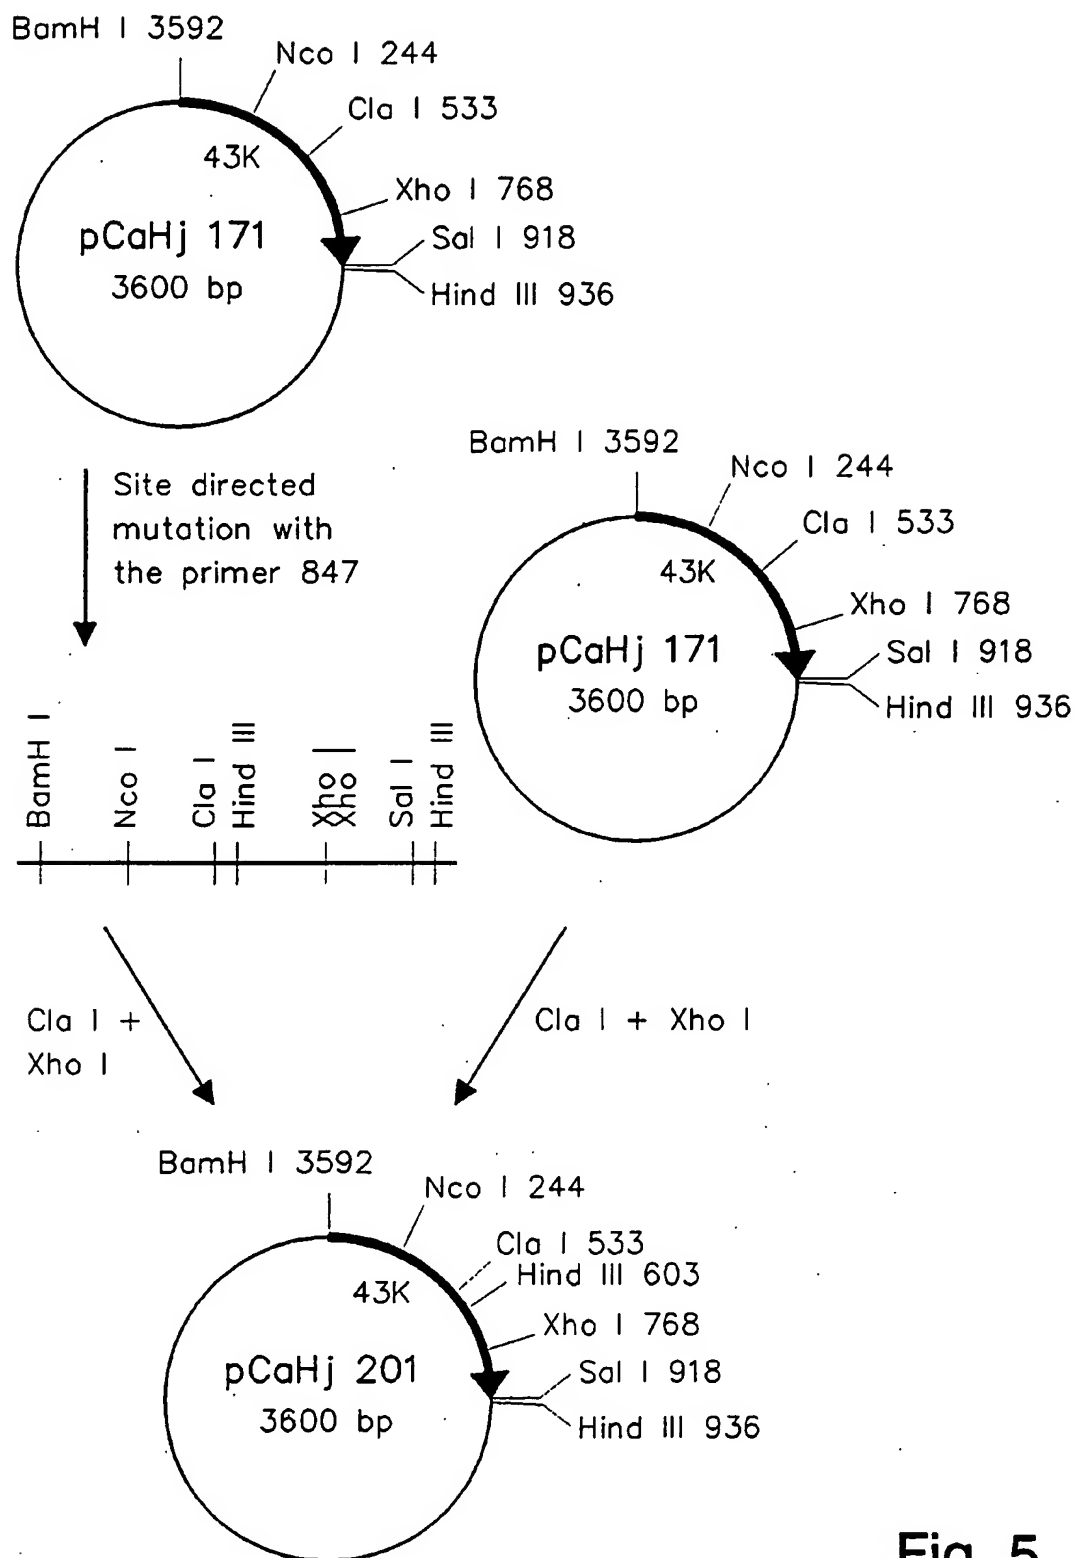 BamH I 3592
Nco I 244
Cla I 533
43K
Xho I 768
pCaHj 171
3600 bp
Sal I 918
Hind III 936
Site directed
mutation with
the primer 847
BamH I 3592
Nco I 244
Cla I 533
43K
Xho I 768
pCaHj 171
3600 bp
Sal I 918
Hind III 936
BamH I
Nco I
Cla I
Hind III
Xho I
Xho I
Sal I
Hind III
Cla I +
Xho I
Cla I + Xho I
BamH I 3592
Nco I 244
Cla I 533
Hind III 603
43K
Xho I 768
pCaHj 201
3600 bp
Sal I 918
Hind III 936
Fig. 5